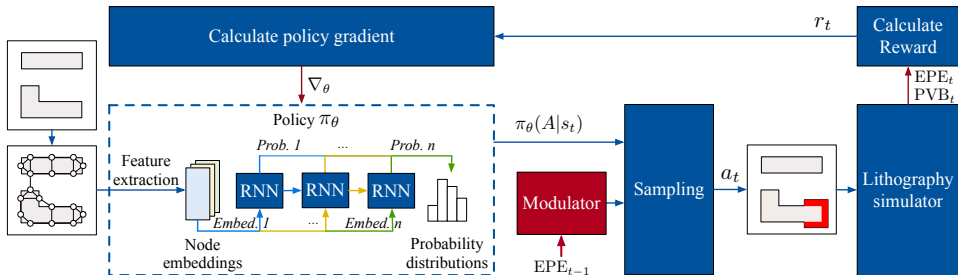 Calculate policy gradient
r_t
Calculate
Reward
∇_θ
EPE_t
PVB_t
Policy π_θ
Prob. 1 ... Prob. n
π_θ(A|s_t)
Feature
extraction
RNN RNN RNN
Modulator
Sampling
a_t
Lithography
simulator
Embed. 1 ... Embed. n
Node
embeddings
Probability
distributions
EPE_{t−1}